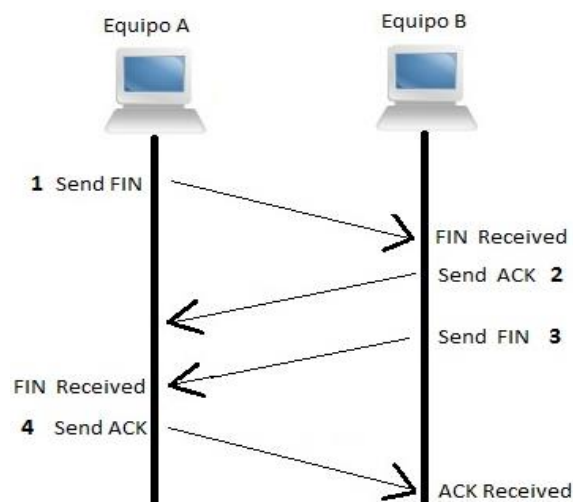 Equipo A
Equipo B
1 Send FIN
FIN Received
Send ACK 2
Send FIN 3
FIN Received
4 Send ACK
ACK Received